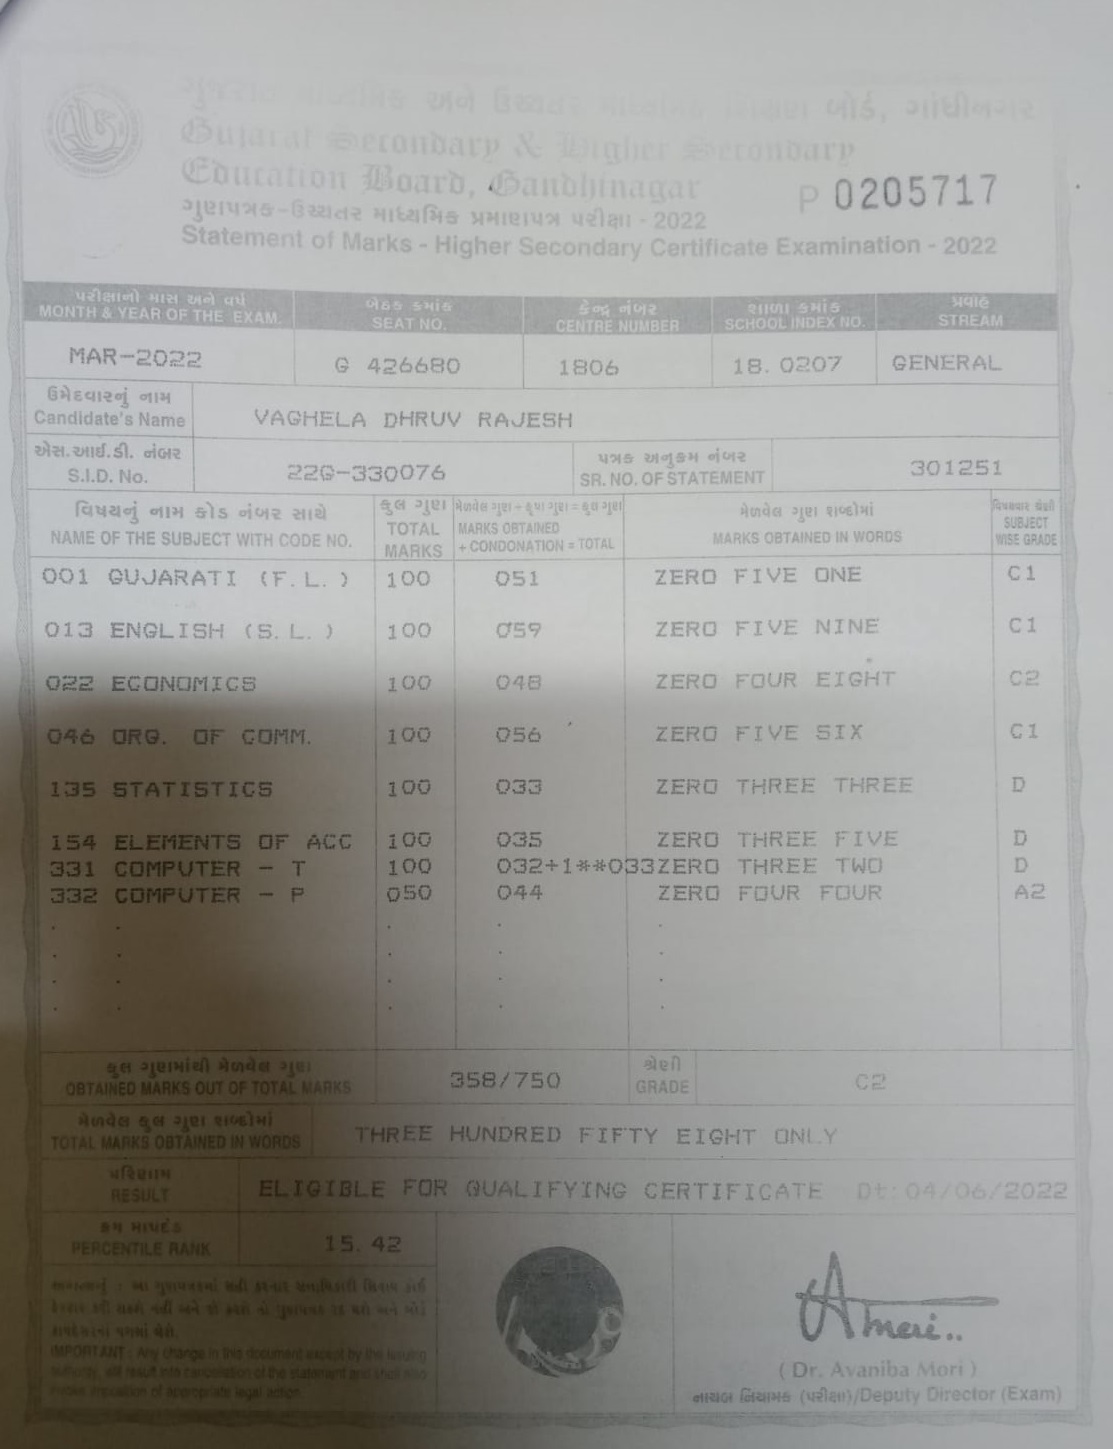 ગુજરાત માધ્યમિક અને ઉચ્ચતર માધ્યમિક શિક્ષણ બોર્ડ, ગાંધીનગર
Gujarat Secondary & Higher Secondary
Education Board, Gandhinagar
P 0205717
ગુણપત્રક-ઉચ્ચતર માધ્યમિક પ્રમાણપત્ર પરીક્ષા - 2022
Statement of Marks - Higher Secondary Certificate Examination - 2022
પરીક્ષાનો માસ અને વર્ષ બેઠક ક્રમાંક કેન્દ્ર નંબર શાળા ક્રમાંક પ્રવાહ
MONTH & YEAR OF THE EXAM. SEAT NO. CENTRE NUMBER SCHOOL INDEX NO. STREAM
MAR-2022 G 426680 1806 18. 0207 GENERAL
ઉમેદવારનું નામ
Candidate's Name VAGHELA DHRUV RAJESH
એસ.આઈ.ડી. નંબર પત્રક અનુક્રમ નંબર
S.I.D. No. 22G-330076 SR. NO. OF STATEMENT 301251
વિષયનું નામ કોડ નંબર સાથે કુલ ગુણ મેળવેલ ગુણ + કૃપા ગુણ = કુલ ગુણ મેળવેલ ગુણ શબ્દોમાં વિષયવાર શ્રેણી
NAME OF THE SUBJECT WITH CODE NO. TOTAL MARKS MARKS OBTAINED + CONDONATION = TOTAL MARKS OBTAINED IN WORDS SUBJECT WISE GRADE
001 GUJARATI (F.L.) 100 051 ZERO FIVE ONE C1
013 ENGLISH (S.L.) 100 059 ZERO FIVE NINE C1
022 ECONOMICS 100 048 ZERO FOUR EIGHT C2
046 ORG. OF COMM. 100 056 ZERO FIVE SIX C1
135 STATISTICS 100 033 ZERO THREE THREE D
154 ELEMENTS OF ACC 100 035 ZERO THREE FIVE D
331 COMPUTER - T 100 032+1**033ZERO THREE TWO D
332 COMPUTER - P 050 044 ZERO FOUR FOUR A2
કુલ ગુણમાંથી મેળવેલ ગુણ શ્રેણી
OBTAINED MARKS OUT OF TOTAL MARKS 358/750 GRADE C2
મેળવેલ કુલ ગુણ શબ્દોમાં
TOTAL MARKS OBTAINED IN WORDS THREE HUNDRED FIFTY EIGHT ONLY
પરિણામ
RESULT ELIGIBLE FOR QUALIFYING CERTIFICATE Dt:04/06/2022
ક્રમ માપદંડ
PERCENTILE RANK 15. 42
IMPORTANT : Any change in this document except by the issuing
authority, will result into cancellation of the statement and shall also
invoke imposition of appropriate legal action.
Ameri..
( Dr. Avaniba Mori )
નાયબ નિયામક (પરીક્ષા)/Deputy Director (Exam)